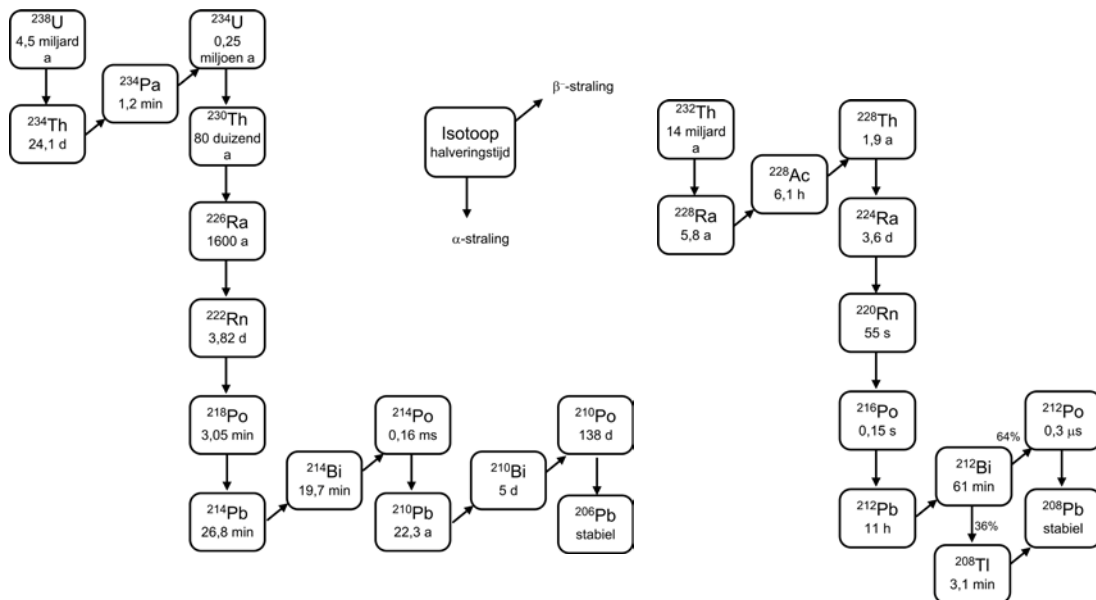 ²³⁸U
4,5 miljard
a
²³⁴Th
24,1 d
²³⁴Pa
1,2 min
²³⁴U
0,25
miljoen a
²³⁰Th
80 duizend
a
²²⁶Ra
1600 a
²²²Rn
3,82 d
²¹⁸Po
3,05 min
²¹⁴Pb
26,8 min
²¹⁴Bi
19,7 min
²¹⁴Po
0,16 ms
²¹⁰Pb
22,3 a
²¹⁰Bi
5 d
²¹⁰Po
138 d
²⁰⁶Pb
stabiel
Isotoop
halveringstijd
β⁻-straling
α-straling
²³²Th
14 miljard
a
²²⁸Ra
5,8 a
²²⁸Ac
6,1 h
²²⁸Th
1,9 a
²²⁴Ra
3,6 d
²²⁰Rn
55 s
²¹⁶Po
0,15 s
²¹²Pb
11 h
²¹²Bi
61 min
64%
²¹²Po
0,3 µs
36%
²⁰⁸Tl
3,1 min
²⁰⁸Pb
stabiel